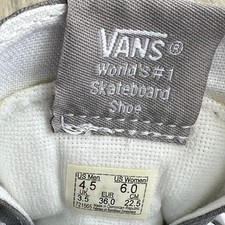 VANS®
World's #1
Skateboard
Shoe
US Men US Women
4.5 6.0
UK EUR CM
3.5 36.0 22.5
721565